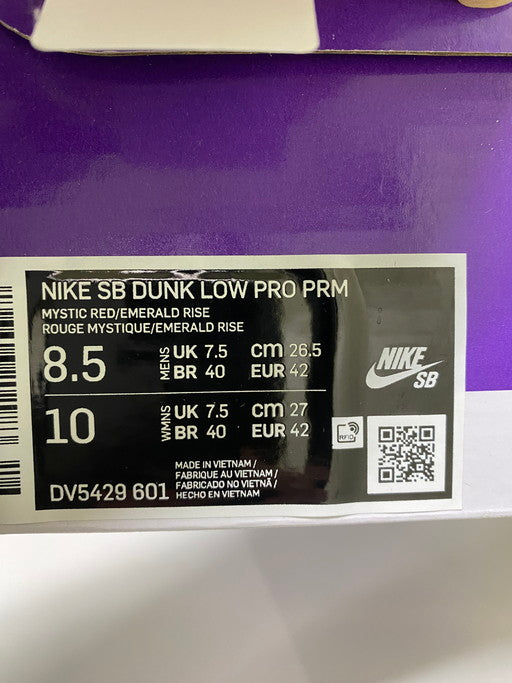 NIKE SB DUNK LOW PRO PRM
MYSTIC RED/EMERALD RISE
ROUGE MYSTIQUE/EMERALD RISE
8.5 MENS UK 7.5 CM 26.5
BR 40 EUR 42
10 WMNS UK 7.5 CM 27
BR 40 EUR 42
NIKE
SB
RFID
DV5429 601
MADE IN VIETNAM /
FABRIQUE AU VIETNAM /
FABRICADO NO VIETNÃ /
HECHO EN VIETNAM